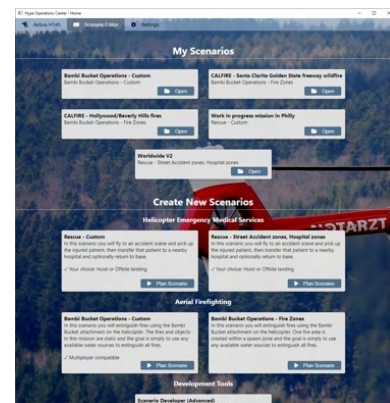 Hype Operations Center - Home
Airbus H145
Scenario Editor
Settings
My Scenarios
Bambi Bucket Operations - Custom
Bambi Bucket Operations - Custom
Open
CALFIRE - Santa Clarita Golden State freeway wildfire
Bambi Bucket Operations - Fire Zones
Open
CALFIRE - Hollywood/Beverly Hills fires
Bambi Bucket Operations - Fire Zones
Open
Work in progress mission in Philly
Rescue - Custom
Open
Worldwide V2
Rescue - Street Accident zones, Hospital zones
Open
Create New Scenarios
Helicopter Emergency Medical Services
Rescue - Custom
In this scenario you will fly to an accident scene and pick up
the injured patient, then transfer that patient to a nearby
hospital and optionally return to base.
✓ Your choice: Hoist or Offsite landing
Plan Scenario
Rescue - Street Accident zones, Hospital zones
In this scenario you will fly to an accident scene and pick up
the injured patient, then transfer that patient to a nearby
hospital and optionally return to base.
✓ Your choice: Hoist or Offsite landing
Plan Scenario
NOTARZT
Aerial Firefighting
Bambi Bucket Operations - Custom
In this scenario you will extinguish fires using the Bambi
Bucket attachment on the helicopter. The fires and objects
in this mission are static and the goal is simply to use
any available water sources to extinguish all fires.
✓ Multiplayer compatible
Plan Scenario
Bambi Bucket Operations - Fire Zones
In this scenario you will extinguish fires using the Bambi
Bucket attachment on the helicopter. One fire area is
created within a spawn zone and the goal is simply to use
any available water sources to extinguish all fires.
Plan Scenario
Development Tools
Scenario Developer (Advanced)